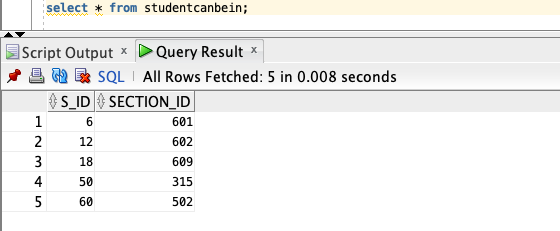 select * from studentcanbein;
Script Output × Query Result ×
SQL | All Rows Fetched: 5 in 0.008 seconds
S_ID SECTION_ID
1 6 601
2 12 602
3 18 609
4 50 315
5 60 502